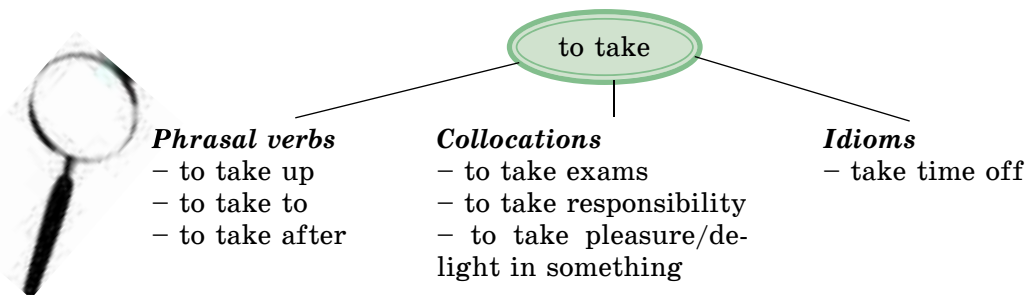 to take
Phrasal verbs
– to take up
– to take to
– to take after
Collocations
– to take exams
– to take responsibility
– to take pleasure/de-
light in something
Idioms
– take time off